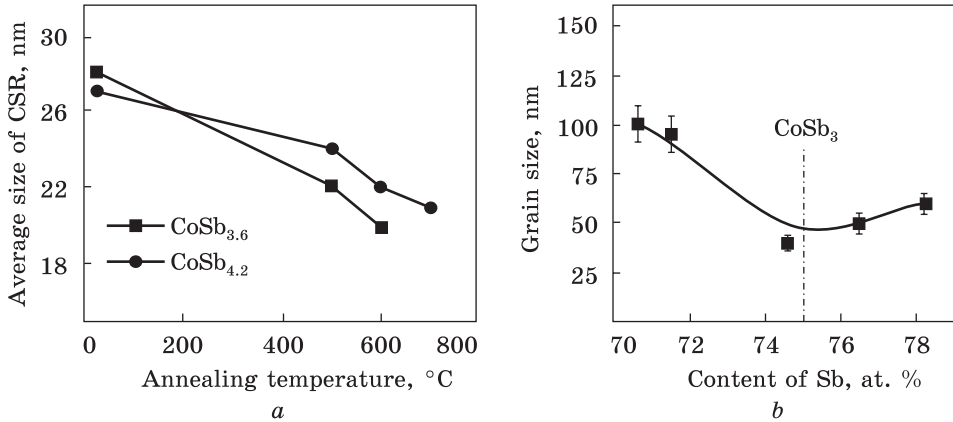 Average size of CSR, nm
30
26
22
18
CoSb3.6
CoSb4.2
0 200 400 600 800
Annealing temperature, °C
a
Grain size, nm
150
125
100
75
50
25
CoSb3
70 72 74 76 78
Content of Sb, at. %
b